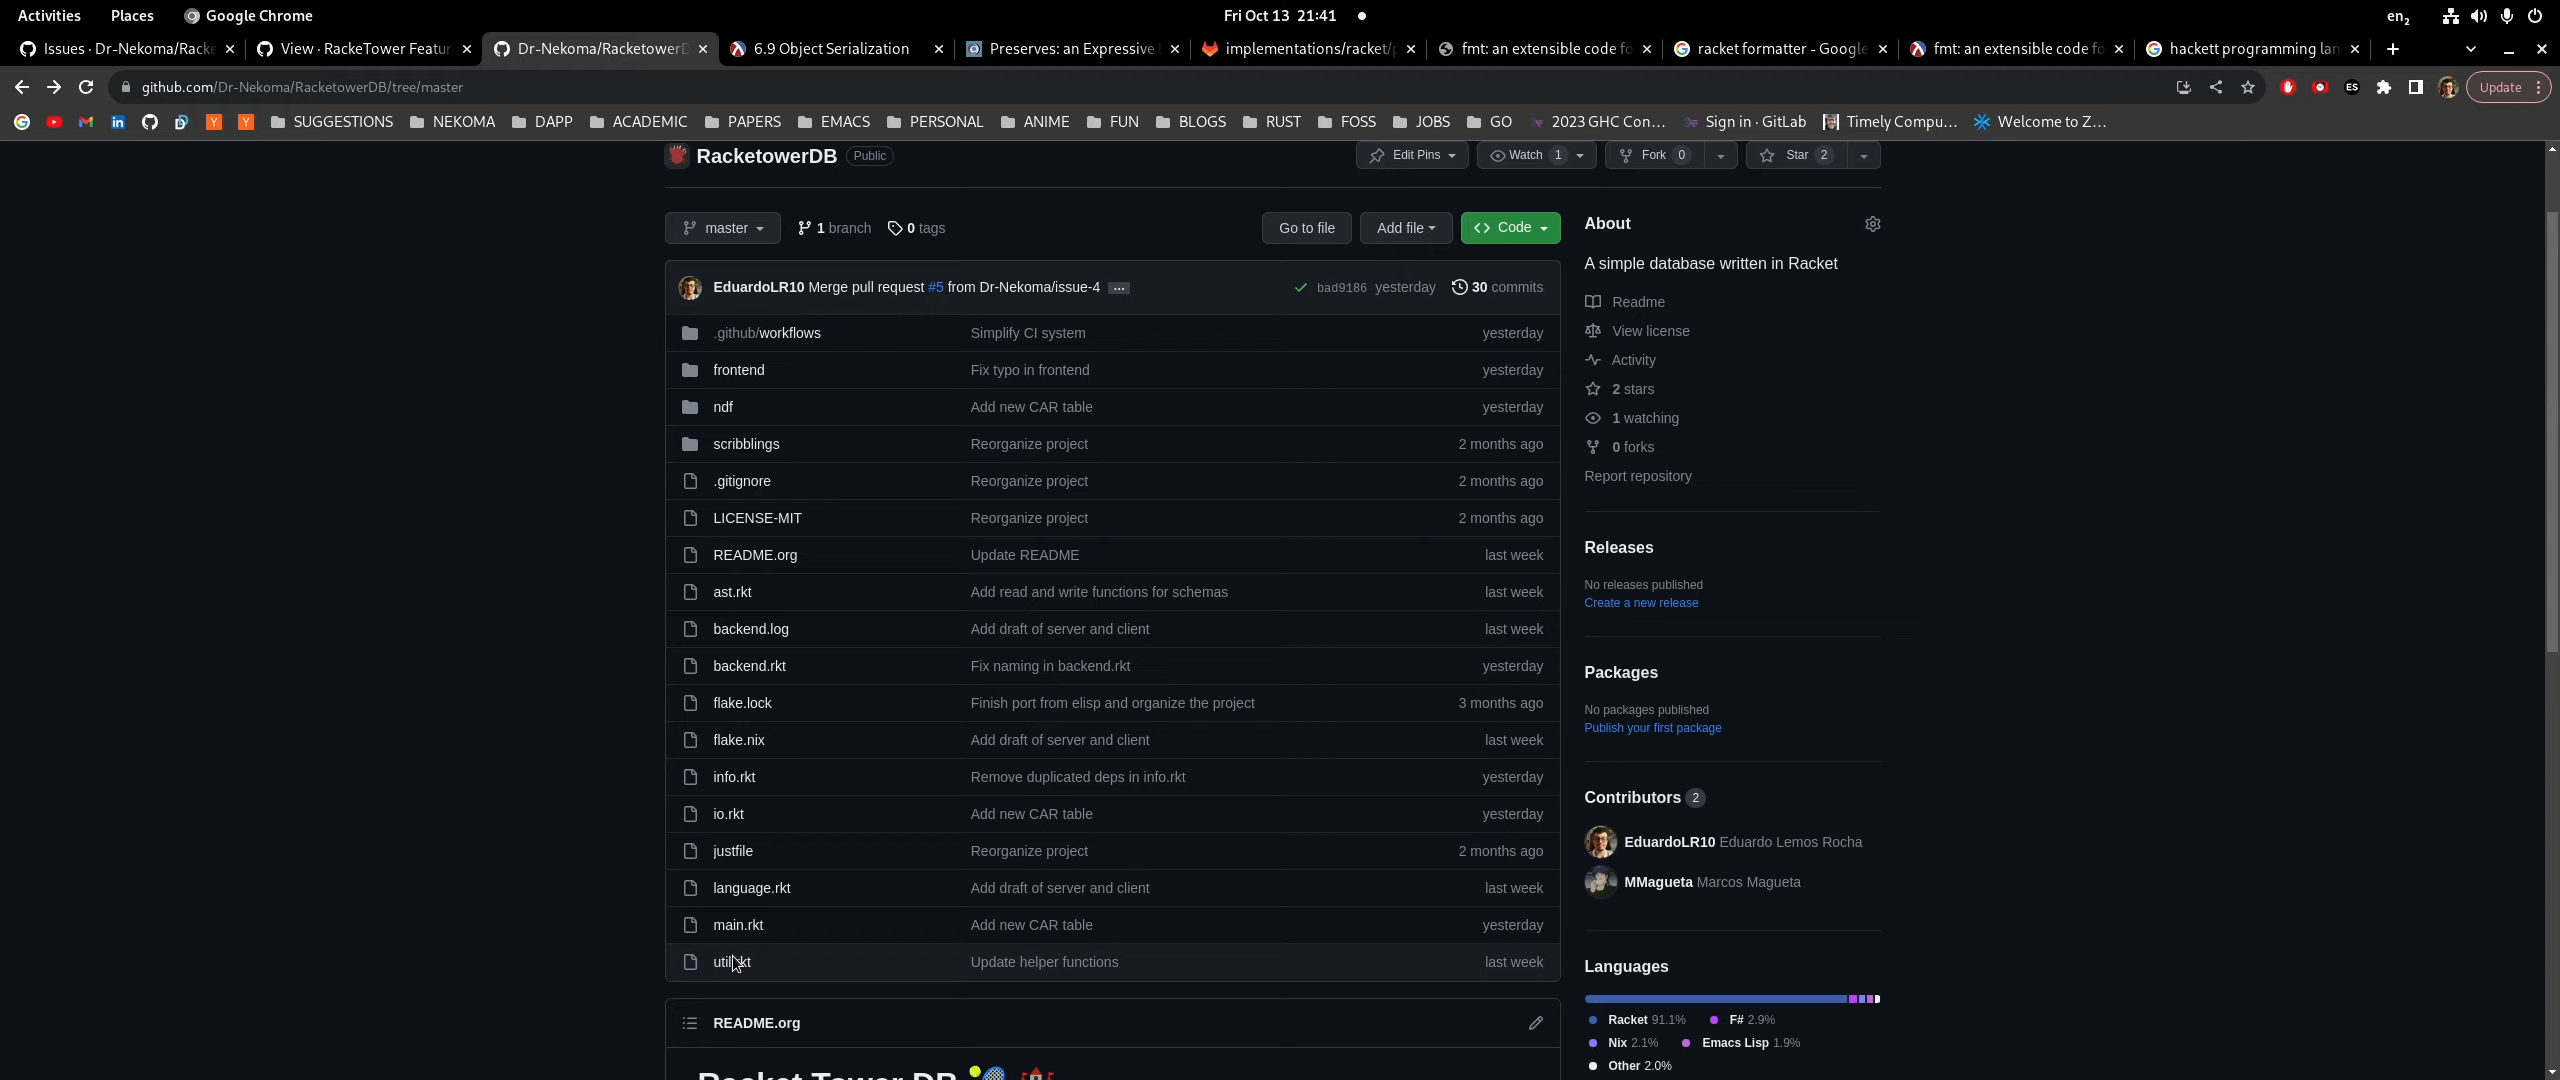 Activities Places Google Chrome Fri Oct 13 21:41 en2
Issues · Dr-Nekoma/Racke View · RackeTower Featur Dr-Nekoma/RacketowerD 6.9 Object Serialization Preserves: an Expressive implementations/racket/p fmt: an extensible code fo racket formatter - Google fmt: an extensible code fo hackett programming lan
github.com/Dr-Nekoma/RacketowerDB/tree/master ES Update
SUGGESTIONS NEKOMA DAPP ACADEMIC PAPERS EMACS PERSONAL ANIME FUN BLOGS RUST FOSS JOBS GO 2023 GHC Con... Sign in · GitLab Timely Compu... Welcome to Z...
RacketowerDB Public Edit Pins Watch 1 Fork 0 Star 2
master 1 branch 0 tags Go to file Add file Code
EduardoLR10 Merge pull request #5 from Dr-Nekoma/issue-4 ... bad9186 yesterday 30 commits
.github/workflows Simplify CI system yesterday
frontend Fix typo in frontend yesterday
ndf Add new CAR table yesterday
scribblings Reorganize project 2 months ago
.gitignore Reorganize project 2 months ago
LICENSE-MIT Reorganize project 2 months ago
README.org Update README last week
ast.rkt Add read and write functions for schemas last week
backend.log Add draft of server and client last week
backend.rkt Fix naming in backend.rkt yesterday
flake.lock Finish port from elisp and organize the project 3 months ago
flake.nix Add draft of server and client last week
info.rkt Remove duplicated deps in info.rkt yesterday
io.rkt Add new CAR table yesterday
justfile Reorganize project 2 months ago
language.rkt Add draft of server and client last week
main.rkt Add new CAR table yesterday
util.rkt Update helper functions last week
README.org
Racket Tower DB
About
A simple database written in Racket
Readme
View license
Activity
2 stars
1 watching
0 forks
Report repository
Releases
No releases published
Create a new release
Packages
No packages published
Publish your first package
Contributors 2
EduardoLR10 Eduardo Lemos Rocha
MMagueta Marcos Magueta
Languages
Racket 91.1% F# 2.9%
Nix 2.1% Emacs Lisp 1.9%
Other 2.0%